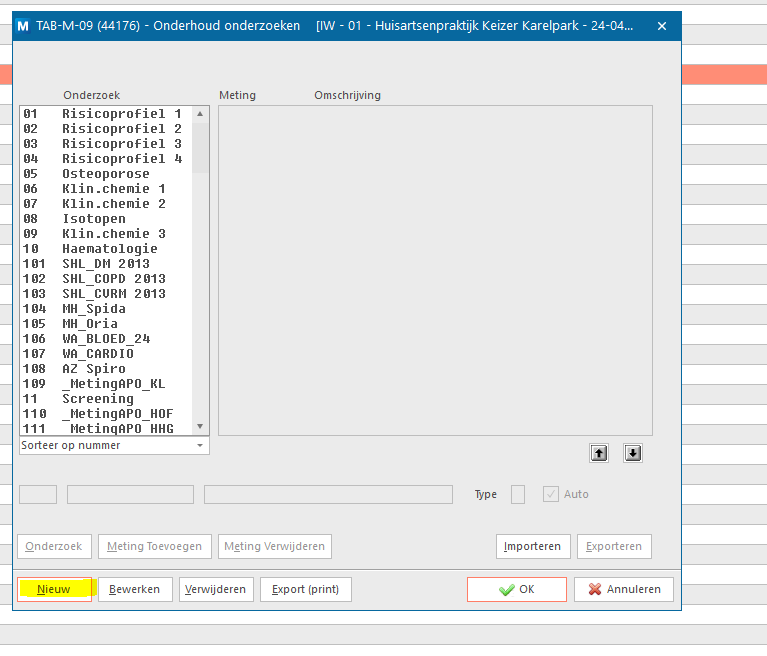 M TAB-M-09 (44176) - Onderhoud onderzoeken [IW - 01 - Huisartsenpraktijk Keizer Karelpark - 24-04...
Onderzoek Meting Omschrijving
01 Risicoprofiel 1
02 Risicoprofiel 2
03 Risicoprofiel 3
04 Risicoprofiel 4
05 Osteoporose
06 Klin.chemie 1
07 Klin.chemie 2
08 Isotopen
09 Klin.chemie 3
10 Haematologie
101 SHL_DM 2013
102 SHL_COPD 2013
103 SHL_CVRM 2013
104 MH_Spida
105 MH_Oria
106 WA_BLOED_24
107 WA_CARDIO
108 AZ Spiro
109 _MetingAPO_KL
11 Screening
110 _MetingAPO_HOF
111 _MetingAPO_HHG
Sorteer op nummer
Type Auto
Onderzoek Meting Toevoegen Meting Verwijderen Importeren Exporteren
Nieuw Bewerken Verwijderen Export (print) OK Annuleren